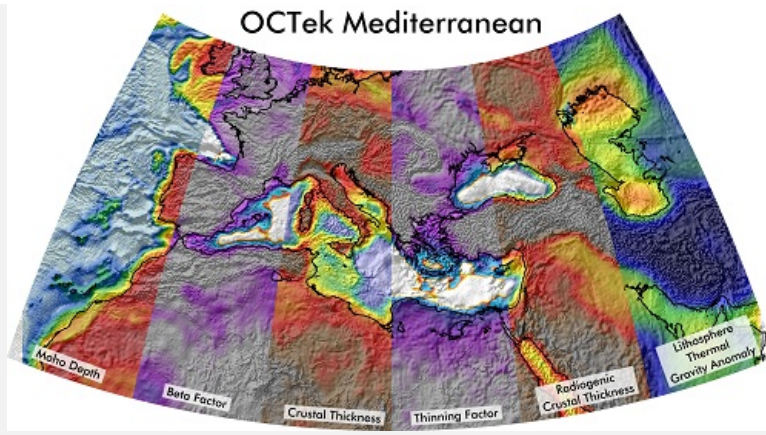 OCTek Mediterranean
Moho Depth
Beta Factor
Crustal Thickness
Thinning Factor
Radiogenic
Crustal Thickness
Lithosphere
Thermal
Gravity Anomaly